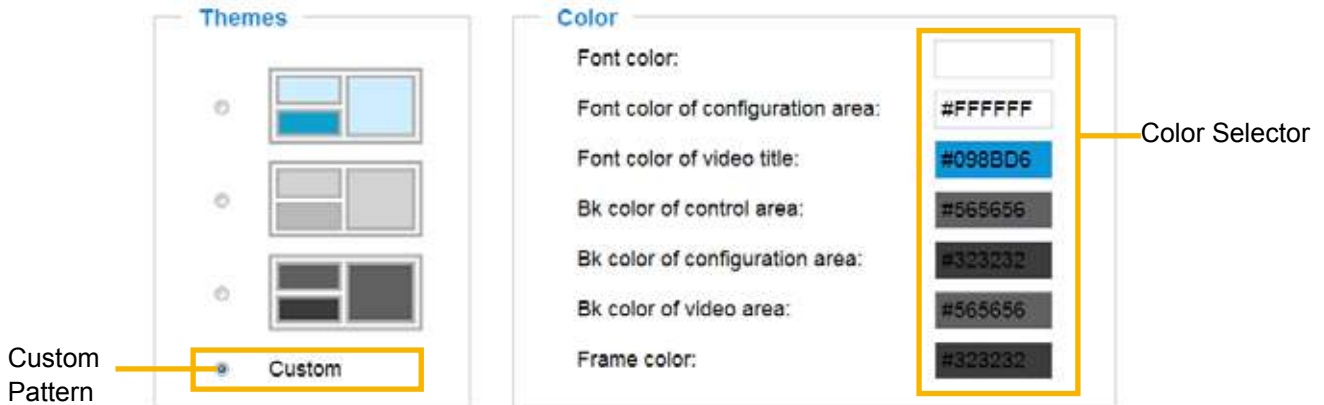 Themes
Custom
Custom
Pattern
Color
Font color:
Font color of configuration area: #FFFFFF
Font color of video title: #098BD6
Bk color of control area: #565656
Bk color of configuration area: #323232
Bk color of video area: #565656
Frame color: #323232
Color Selector